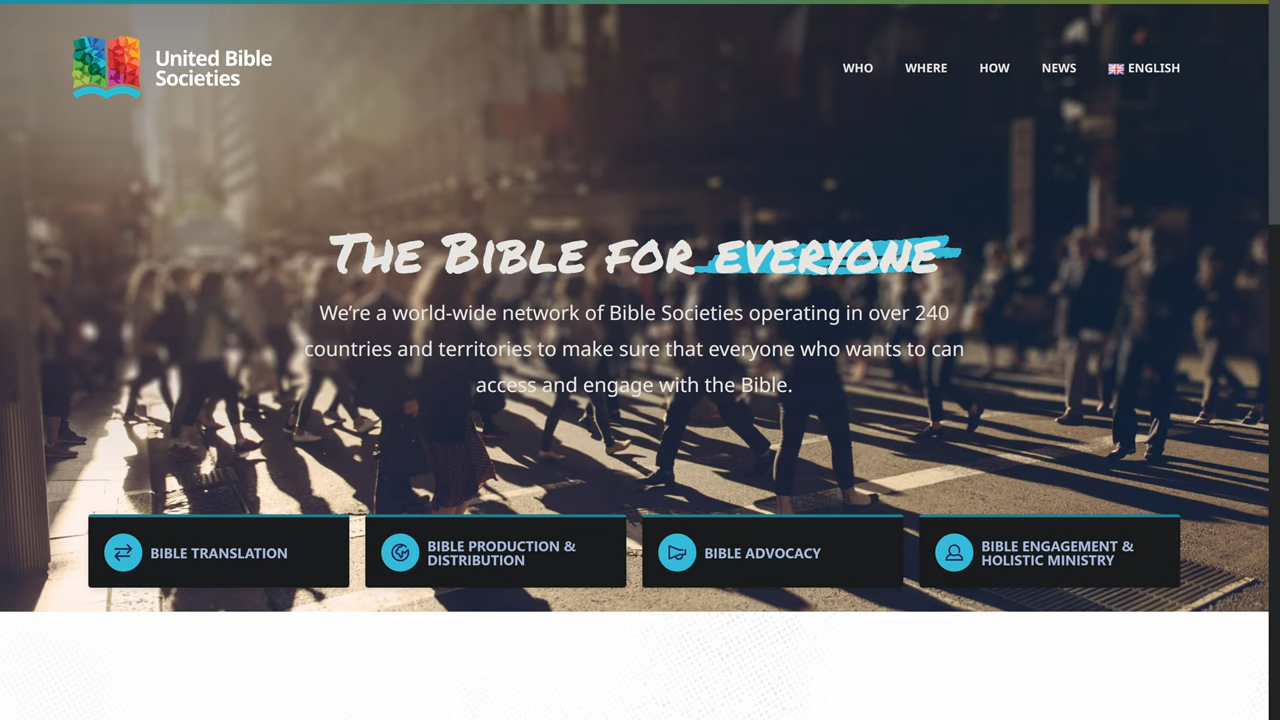 United Bible
Societies
WHO
WHERE
HOW
NEWS
ENGLISH
The Bible for everyone
We’re a world-wide network of Bible Societies operating in over 240
countries and territories to make sure that everyone who wants to can
access and engage with the Bible.
BIBLE TRANSLATION
BIBLE PRODUCTION &
DISTRIBUTION
BIBLE ADVOCACY
BIBLE ENGAGEMENT &
HOLISTIC MINISTRY